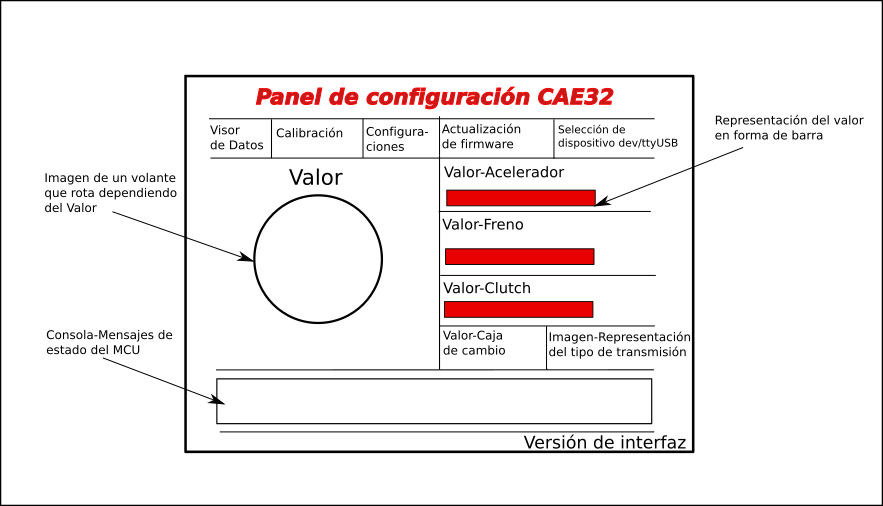 Panel de configuración CAE32
Visor
de Datos
Calibración
Configura-
ciones
Actualización
de firmware
Selección de
dispositivo dev/ttyUSB
Representación del valor
en forma de barra
Imagen de un volante
que rota dependiendo
del Valor
Valor
Valor-Acelerador
Valor-Freno
Valor-Clutch
Consola-Mensajes de
estado del MCU
Valor-Caja
de cambio
Imagen-Representación
del tipo de transmisión
Versión de interfaz